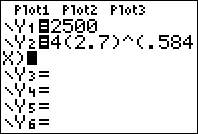 Plot1 Plot2 Plot3
\Y1=2500
\Y2=4(2.7)^(.584
X)
\Y3=
\Y4=
\Y5=
\Y6=